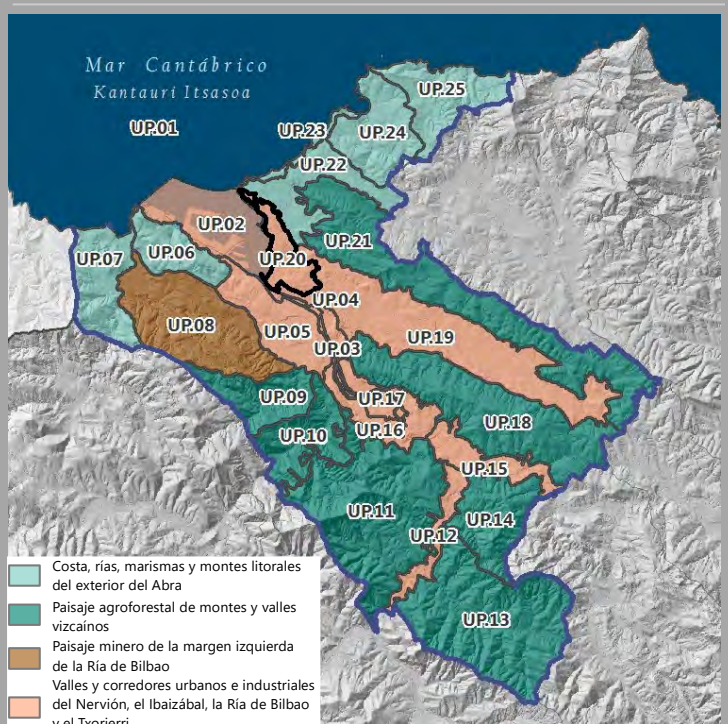 Mar Cantábrico
Kantauri Itsasoa
UP.01
UP.25
UP.23
UP.24
UP.22
UP.02
UP.21
UP.07
UP.06
UP.20
UP.04
UP.08
UP.05
UP.19
UP.03
UP.09
UP.17
UP.18
UP.10
UP.16
UP.15
UP.11
UP.14
UP.12
UP.13
Costa, rías, marismas y montes litorales
del exterior del Abra
Paisaje agroforestal de montes y valles
vizcaínos
Paisaje minero de la margen izquierda
de la Ría de Bilbao
Valles y corredores urbanos e industriales
del Nervión, el Ibaizábal, la Ría de Bilbao
y el Txorierri